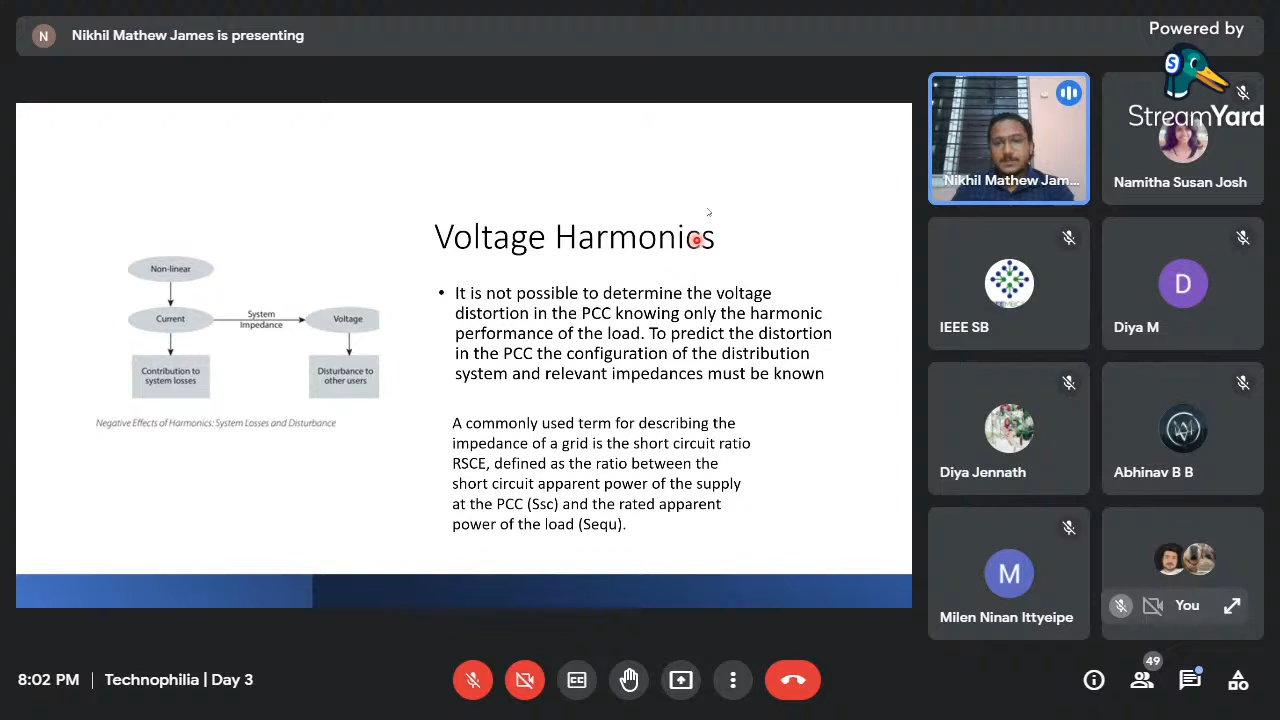 N
Nikhil Mathew James is presenting
Powered by
StreamYard
Voltage Harmonics
Non-linear
Current
System
Impedance
Voltage
Contribution to
system losses
Disturbance to
other users
Negative Effects of Harmonics: System Losses and Disturbance
• It is not possible to determine the voltage
distortion in the PCC knowing only the harmonic
performance of the load. To predict the distortion
in the PCC the configuration of the distribution
system and relevant impedances must be known
A commonly used term for describing the
impedance of a grid is the short circuit ratio
RSCE, defined as the ratio between the
short circuit apparent power of the supply
at the PCC (Ssc) and the rated apparent
power of the load (Sequ).
Nikhil Mathew Jam...
Namitha Susan Josh
IEEE SB
D
Diya M
Diya Jennath
Abhinav B B
M
Milen Ninan Ittyeipe
You
8:02 PM | Technophilia | Day 3
CC
49